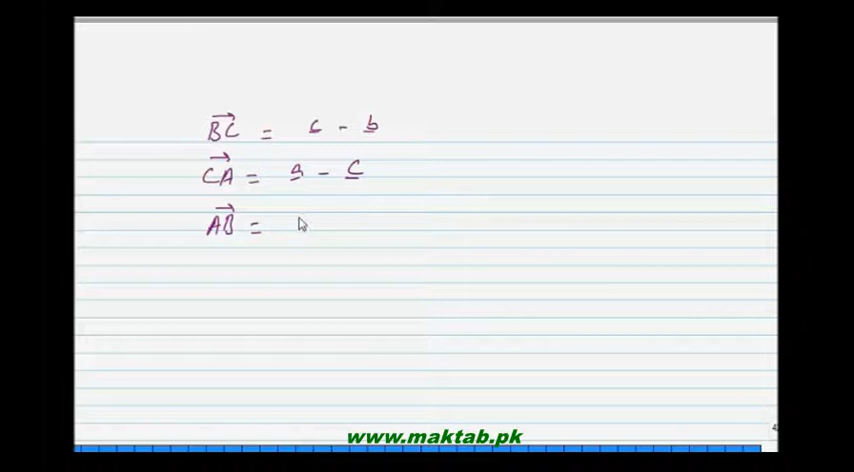 BC⃗ = c̲ - b̲
CA⃗ = a̲ - c̲
AB⃗ =
www.maktab.pk